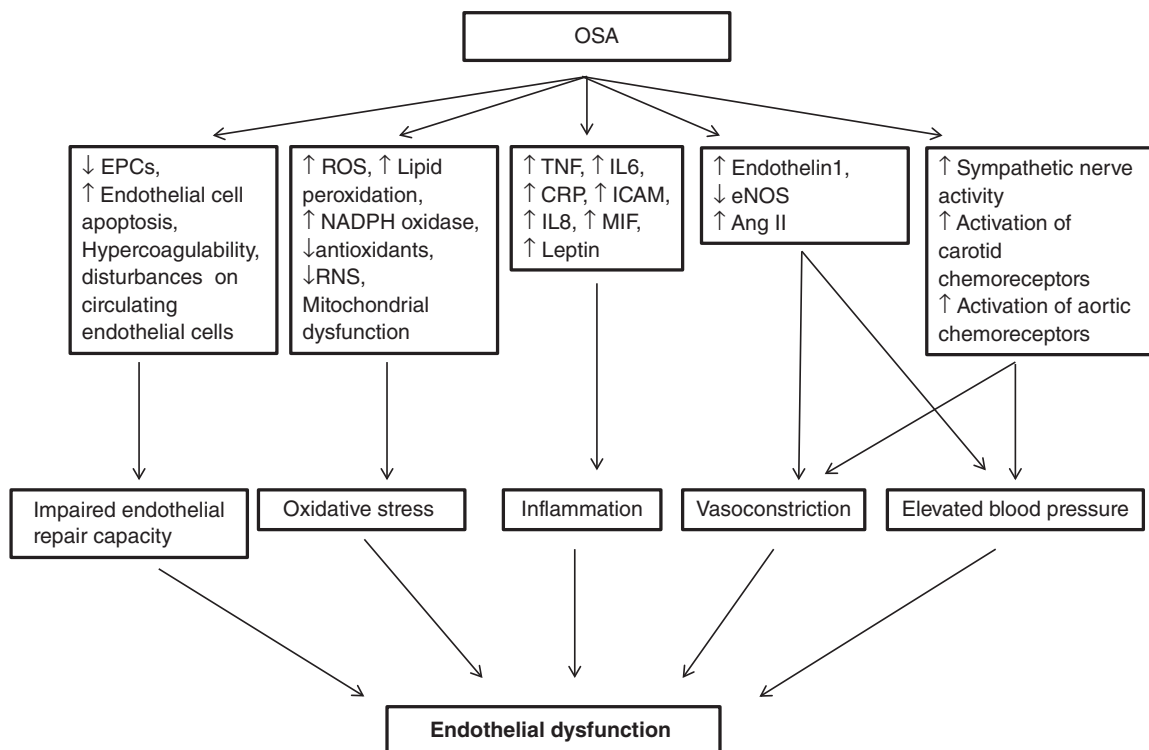 OSA
↓ EPCs,
↑ Endothelial cell
apoptosis,
Hypercoagulability,
disturbances on
circulating
endothelial cells
↑ ROS, ↑ Lipid
peroxidation,
↑ NADPH oxidase,
↓antioxidants,
↓RNS,
Mitochondrial
dysfunction
↑ TNF, ↑ IL6,
↑ CRP, ↑ ICAM,
↑ IL8, ↑ MIF,
↑ Leptin
↑ Endothelin1,
↓ eNOS
↑ Ang II
↑ Sympathetic nerve
activity
↑ Activation of
carotid
chemoreceptors
↑ Activation of aortic
chemoreceptors
Impaired endothelial
repair capacity
Oxidative stress
Inflammation
Vasoconstriction
Elevated blood pressure
Endothelial dysfunction